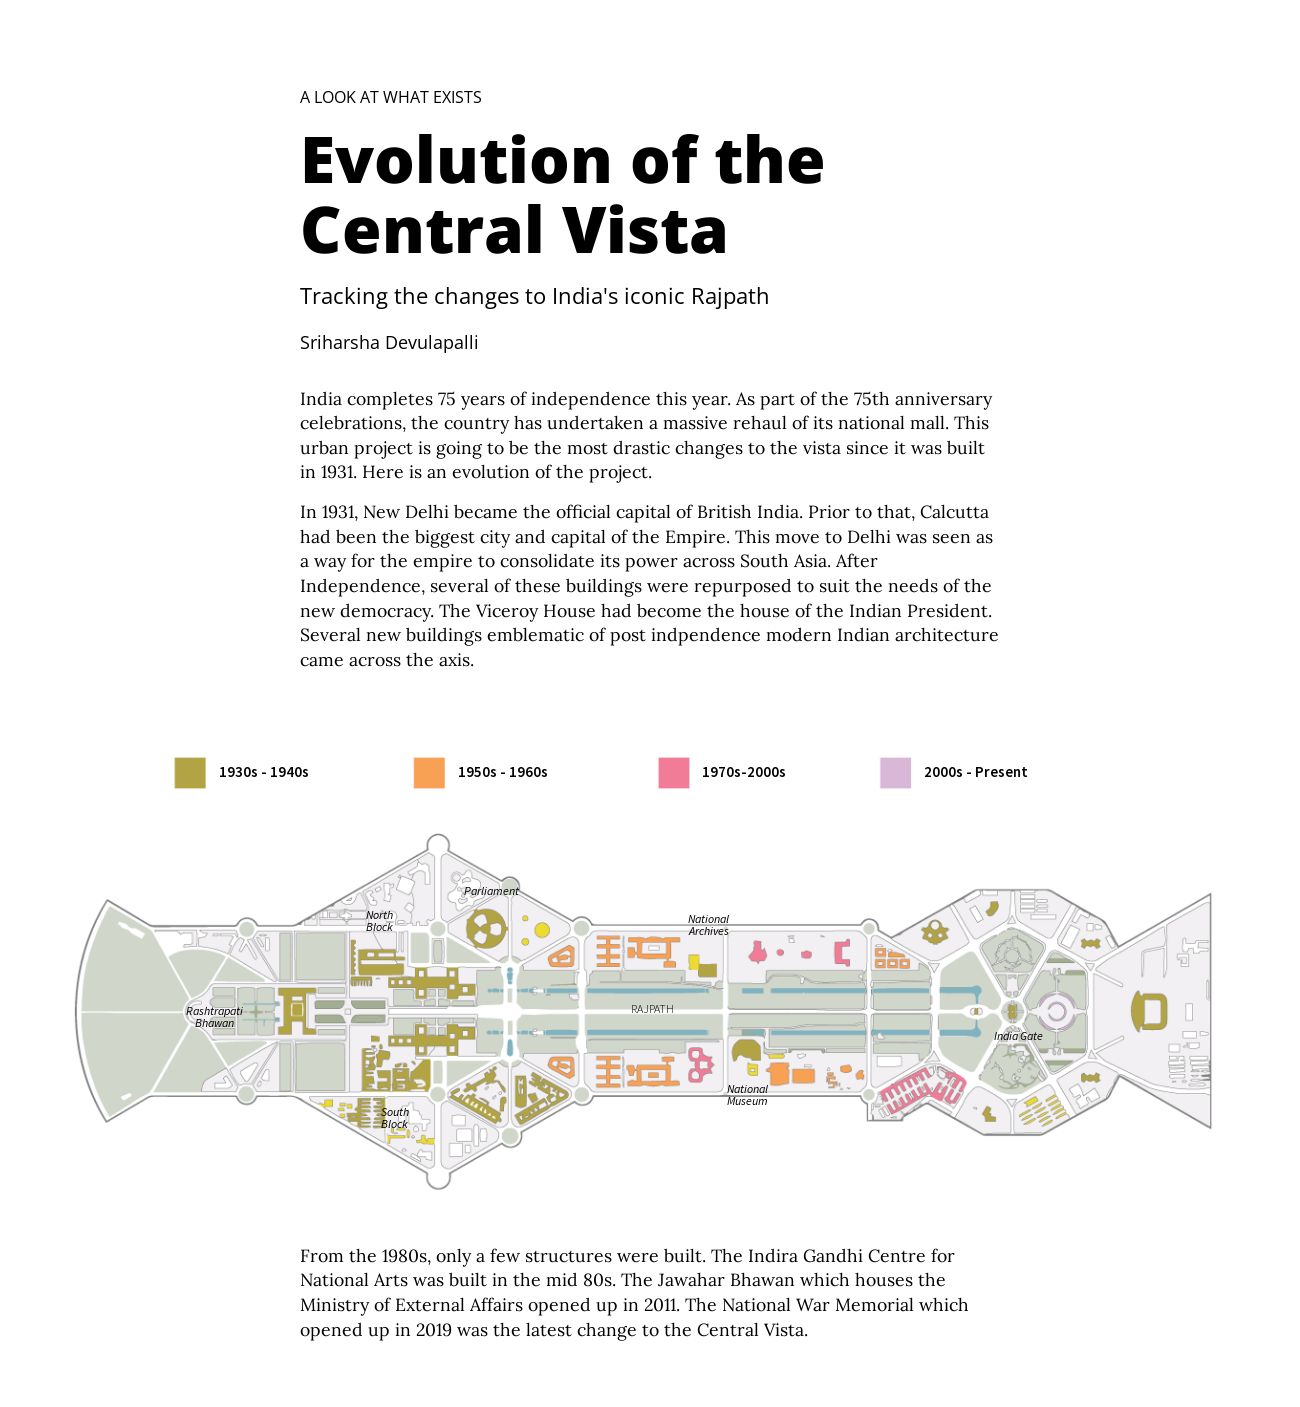 A LOOK AT WHAT EXISTS
Evolution of the
Central Vista
Tracking the changes to India's iconic Rajpath
Sriharsha Devulapalli
India completes 75 years of independence this year. As part of the 75th anniversary
celebrations, the country has undertaken a massive rehaul of its national mall. This
urban project is going to be the most drastic changes to the vista since it was built
in 1931. Here is an evolution of the project.
In 1931, New Delhi became the official capital of British India. Prior to that, Calcutta
had been the biggest city and capital of the Empire. This move to Delhi was seen as
a way for the empire to consolidate its power across South Asia. After
Independence, several of these buildings were repurposed to suit the needs of the
new democracy. The Viceroy House had become the house of the Indian President.
Several new buildings emblematic of post indpendence modern Indian architecture
came across the axis.
1930s - 1940s
1950s - 1960s
1970s-2000s
2000s - Present
Parliament
North
Block
National
Archives
Rashtrapati
Bhawan
RAJPATH
India Gate
National
Museum
South
Block
From the 1980s, only a few structures were built. The Indira Gandhi Centre for
National Arts was built in the mid 80s. The Jawahar Bhawan which houses the
Ministry of External Affairs opened up in 2011. The National War Memorial which
opened up in 2019 was the latest change to the Central Vista.